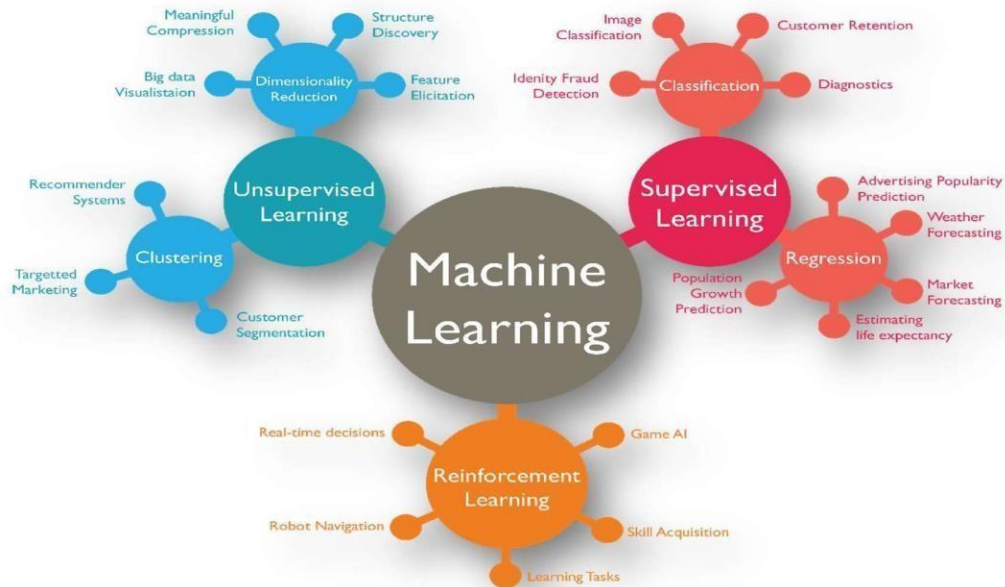 Meaningful
Compression
Structure
Discovery
Big data
Visualistaion
Dimensionality
Reduction
Feature
Elicitation
Unsupervised
Learning
Recommender
Systems
Clustering
Targetted
Marketing
Customer
Segmentation
Machine
Learning
Image
Classification
Customer Retention
Idenity Fraud
Detection
Classification
Diagnostics
Supervised
Learning
Advertising Popularity
Prediction
Weather
Forecasting
Regression
Population
Growth
Prediction
Market
Forecasting
Estimating
life expectancy
Real-time decisions
Game AI
Reinforcement
Learning
Robot Navigation
Skill Acquisition
Learning Tasks